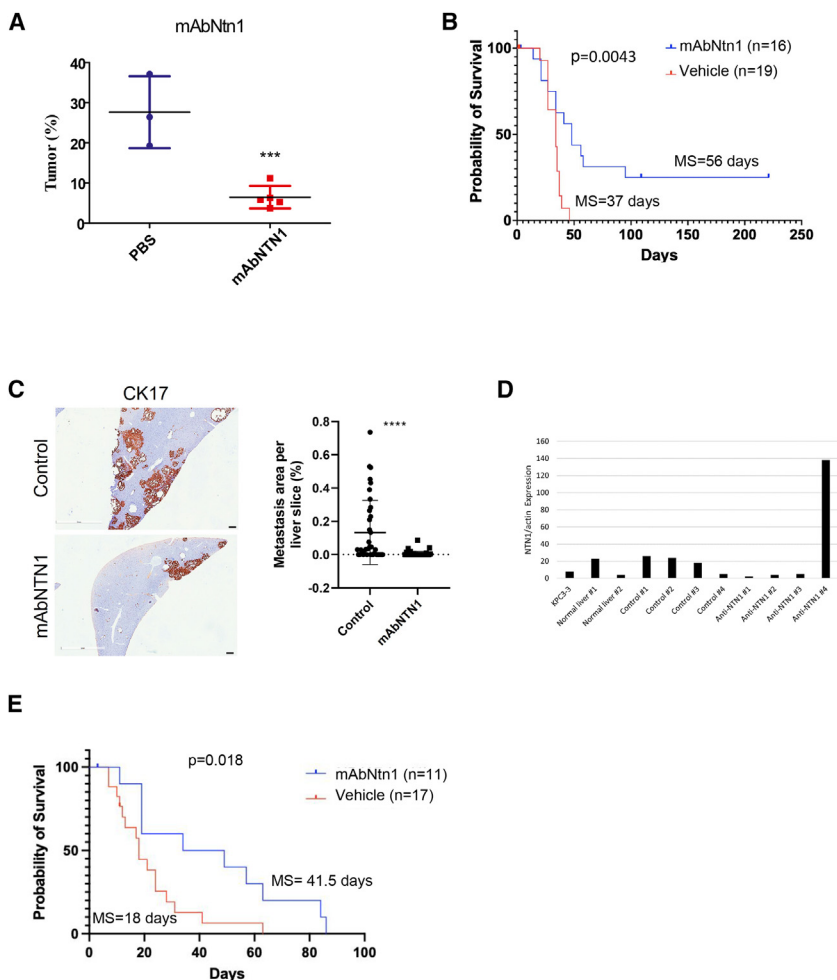 A
mAbNtn1
Tumor (%)
40
30
20
10
0
***
PBS
mAbNTN1
B
Probability of Survival
100
50
0
p=0.0043
mAbNtn1 (n=16)
Vehicle (n=19)
MS=56 days
MS=37 days
0 50 100 150 200 250
Days
C
CK17
Control
mAbNTN1
Metastasis area per
liver slice (%)
0.8
0.6
0.4
0.2
0.0
-0.2
****
Control
mAbNTN1
D
NTN1/actin Expression
160
140
120
100
80
60
40
20
0
KPC3-3
Normal liver #1
Normal liver #2
Control #1
Control #2
Control #3
Control #4
Anti-NTN1 #1
Anti-NTN1 #2
Anti-NTN1 #3
Anti-NTN1 #4
E
Probability of Survival
100
50
0
p=0.018
mAbNtn1 (n=11)
Vehicle (n=17)
MS= 41.5 days
MS=18 days
0 20 40 60 80 100
Days